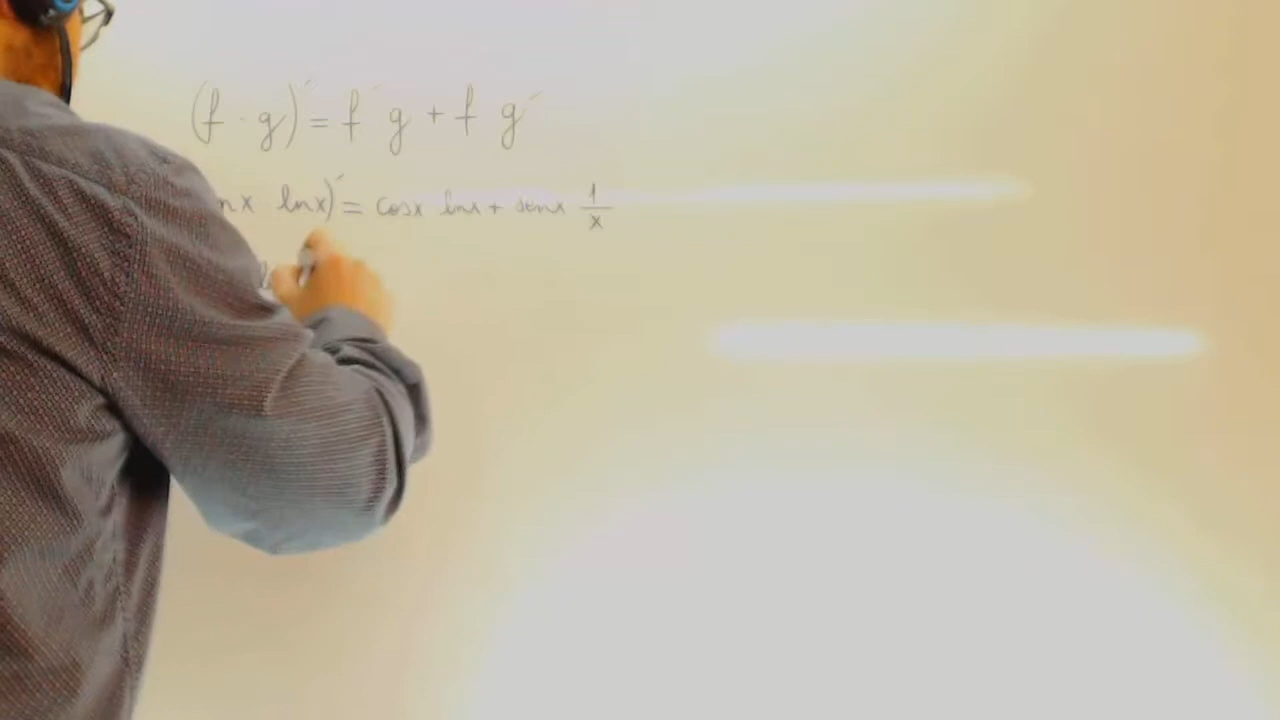 (f · g)' = f' g + f g'
nx lnx)' = cosx lnx + senx 1/x